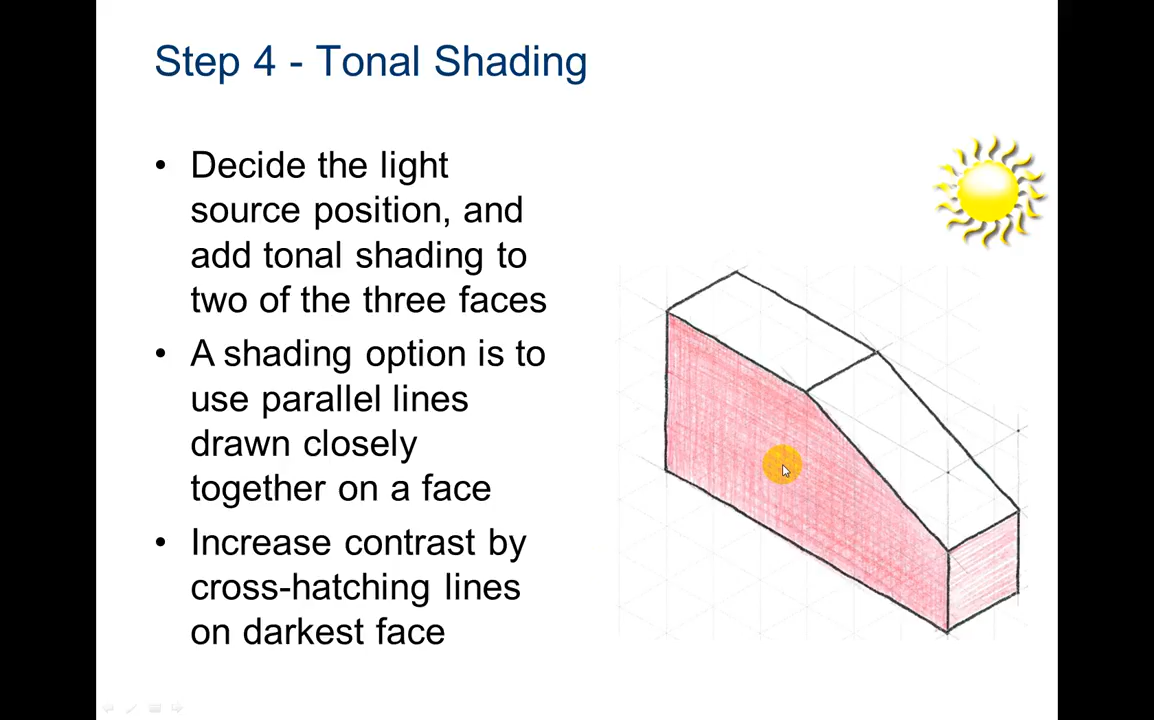 Step 4 - Tonal Shading
• Decide the light
source position, and
add tonal shading to
two of the three faces
• A shading option is to
use parallel lines
drawn closely
together on a face
• Increase contrast by
cross-hatching lines
on darkest face